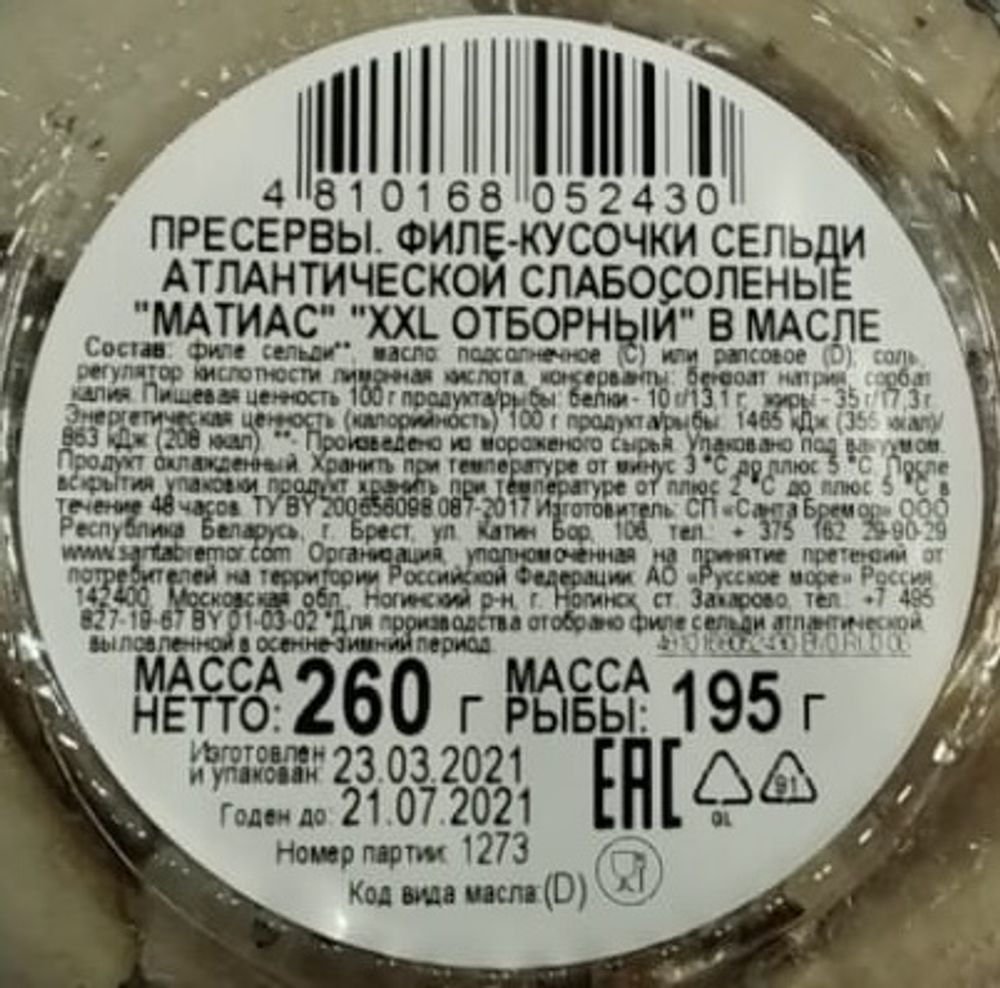 4 810168 052430
ПРЕСЕРВЫ. ФИЛЕ-КУСОЧКИ СЕЛЬДИ
АТЛАНТИЧЕСКОЙ СЛАБОСОЛЕНЫЕ
"МАТИАС" "XXL ОТБОРНЫЙ" В МАСЛЕ
Состав: филе сельди**, масло: подсолнечное (C) или рапсовое (D), соль,
регулятор кислотности лимонная кислота, консерванты: бензоат натрия, сорбат
калия. Пищевая ценность 100 г продукта/рыбы: белки - 10 г/13,1 г, жиры - 35 г/17,3 г.
Энергетическая ценность (калорийность) 100 г продукта/рыбы: 1465 кДж (355 ккал)/
863 кДж (208 ккал). **- Произведено из мороженого сырья. Упаковано под вакуумом.
Продукт охлажденный. Хранить при температуре от минус 3 °C до плюс 5 °C. После
вскрытия упаковки продукт хранить при температуре от плюс 2 °C до плюс 5 °C в
течение 48 часов. ТУ BY 200656098.087-2017 Изготовитель: СП «Санта Бремор» ООО
Республика Беларусь, г. Брест, ул. Катин Бор, 106, тел.: + 375 162 29-90-29
www.santabremor.com Организация, уполномоченная на принятие претензий от
потребителей на территории Российской Федерации: АО «Русское море» Россия,
142400, Московская обл., Ногинский р-н, г. Ногинск, ст. Захарово, тел.: +7 495
827-19-67 BY 01-03-02 *Для производства отобрано филе сельди атлантической,
выловленной в осенне-зимний период.
МАССА НЕТТО: 260 г МАССА РЫБЫ: 195 г
Изготовлен
и упакован: 23.03.2021
Годен до: 21.07.2021
EAC
GL
91
Номер партии: 1273
Код вида масла:(D)